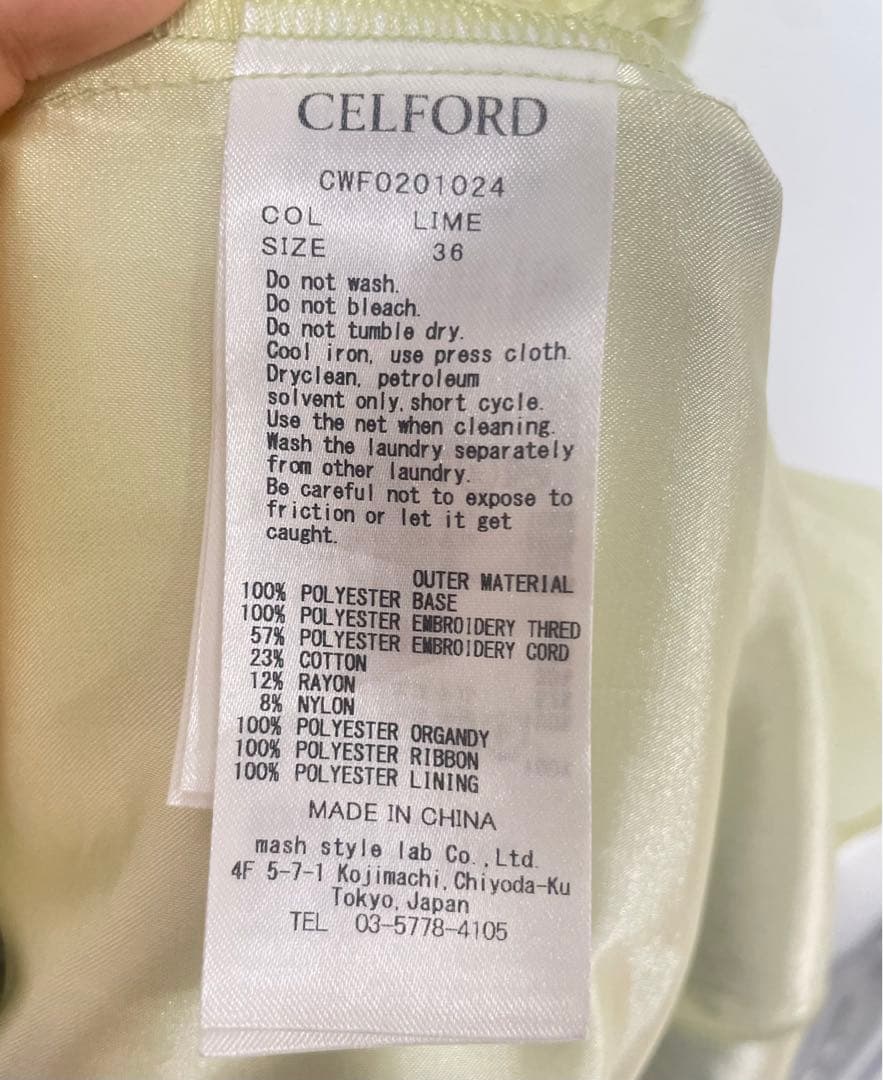 CELFORD
CWF0201024
COL LIME
SIZE 36
Do not wash.
Do not bleach.
Do not tumble dry.
Cool iron, use press cloth.
Dryclean, petroleum
solvent only, short cycle.
Use the net when cleaning.
Wash the laundry separately
from other laundry.
Be careful not to expose to
friction or let it get
caught.
OUTER MATERIAL
100% POLYESTER BASE
100% POLYESTER EMBROIDERY THRED
57% POLYESTER EMBROIDERY CORD
23% COTTON
12% RAYON
8% NYLON
100% POLYESTER ORGANDY
100% POLYESTER RIBBON
100% POLYESTER LINING
MADE IN CHINA
mash style lab Co.,Ltd.
4F 5-7-1 Kojimachi, Chiyoda-Ku
Tokyo, Japan
TEL 03-5778-4105